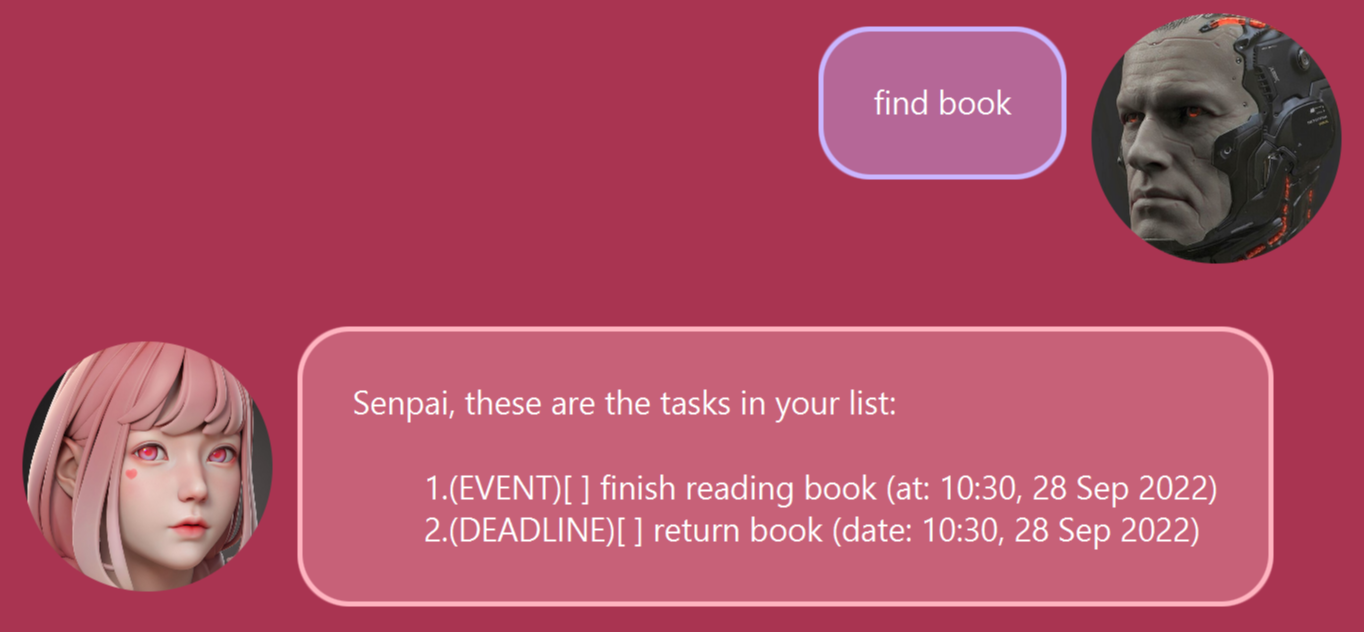 find book
Senpai, these are the tasks in your list:
1.(EVENT)[ ] finish reading book (at: 10:30, 28 Sep 2022)
2.(DEADLINE)[ ] return book (date: 10:30, 28 Sep 2022)